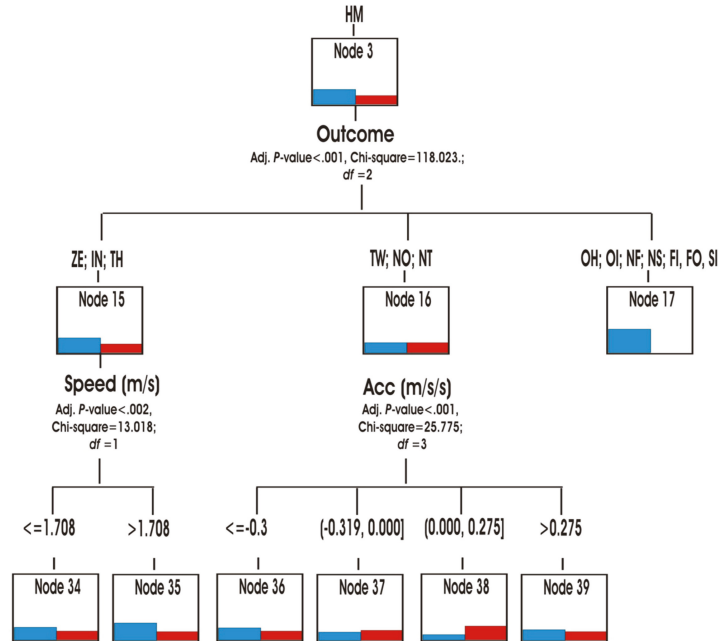 HM
Node 3
Outcome
Adj. P-value<.001, Chi-square=118.023.;
df =2
ZE; IN; TH
TW; NO; NT
OH; OI; NF; NS; FI, FO, SI
Node 15
Node 16
Node 17
Speed (m/s)
Adj. P-value<.002,
Chi-square=13.018;
df =1
Acc (m/s/s)
Adj. P-value<.001,
Chi-square=25.775;
df =3
<=1.708
>1.708
<=-0.3
(-0.319, 0.000]
(0.000, 0.275]
>0.275
Node 34
Node 35
Node 36
Node 37
Node 38
Node 39